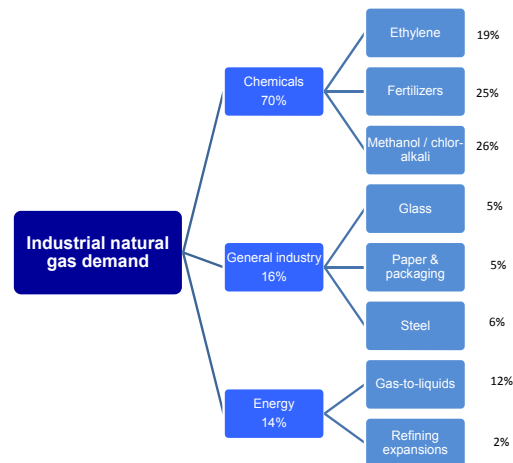 Ethylene
19%
Chemicals
70%
Fertilizers
25%
Methanol / chlor-
alkali
26%
Industrial natural
gas demand
Glass
5%
General industry
16%
Paper &
packaging
5%
Steel
6%
Energy
14%
Gas-to-liquids
12%
Refining
expansions
2%